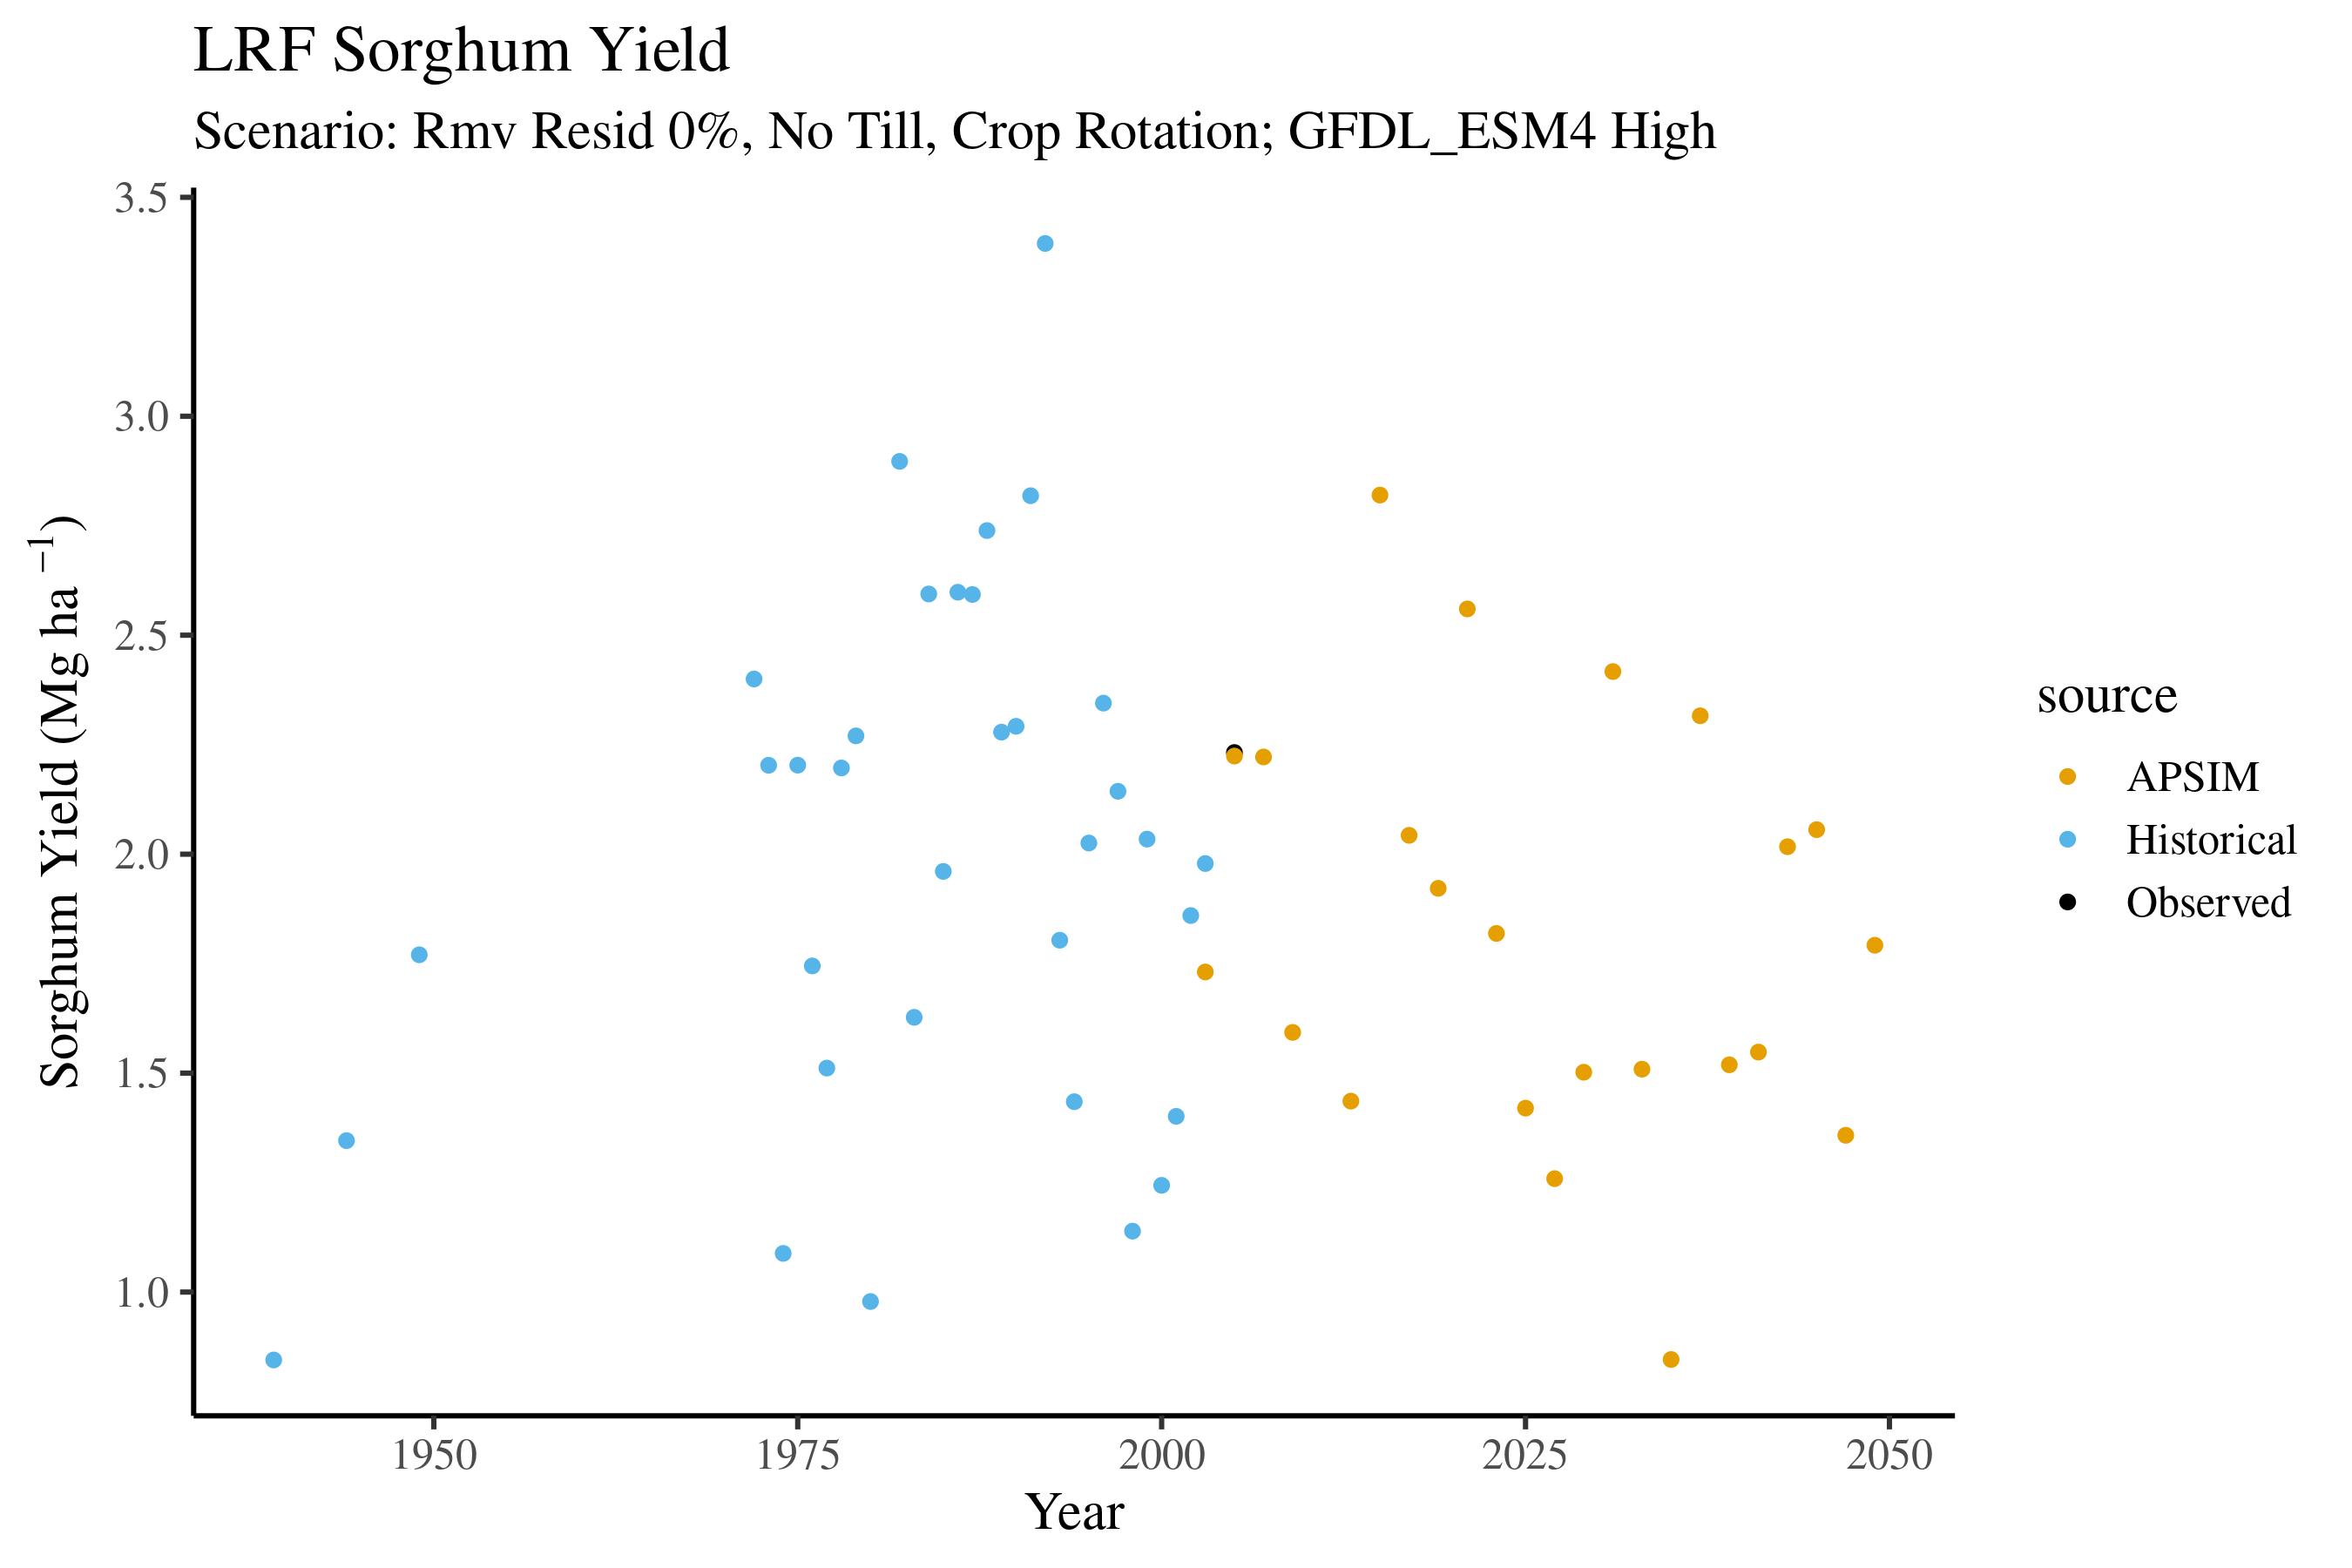 LRF Sorghum Yield
Scenario: Rmv Resid 0%, No Till, Crop Rotation; GFDL_ESM4 High
Sorghum Yield (Mg ha −1)
3.5
3.0
2.5
2.0
1.5
1.0
1950
1975
2000
2025
2050
Year
source
APSIM
Historical
Observed